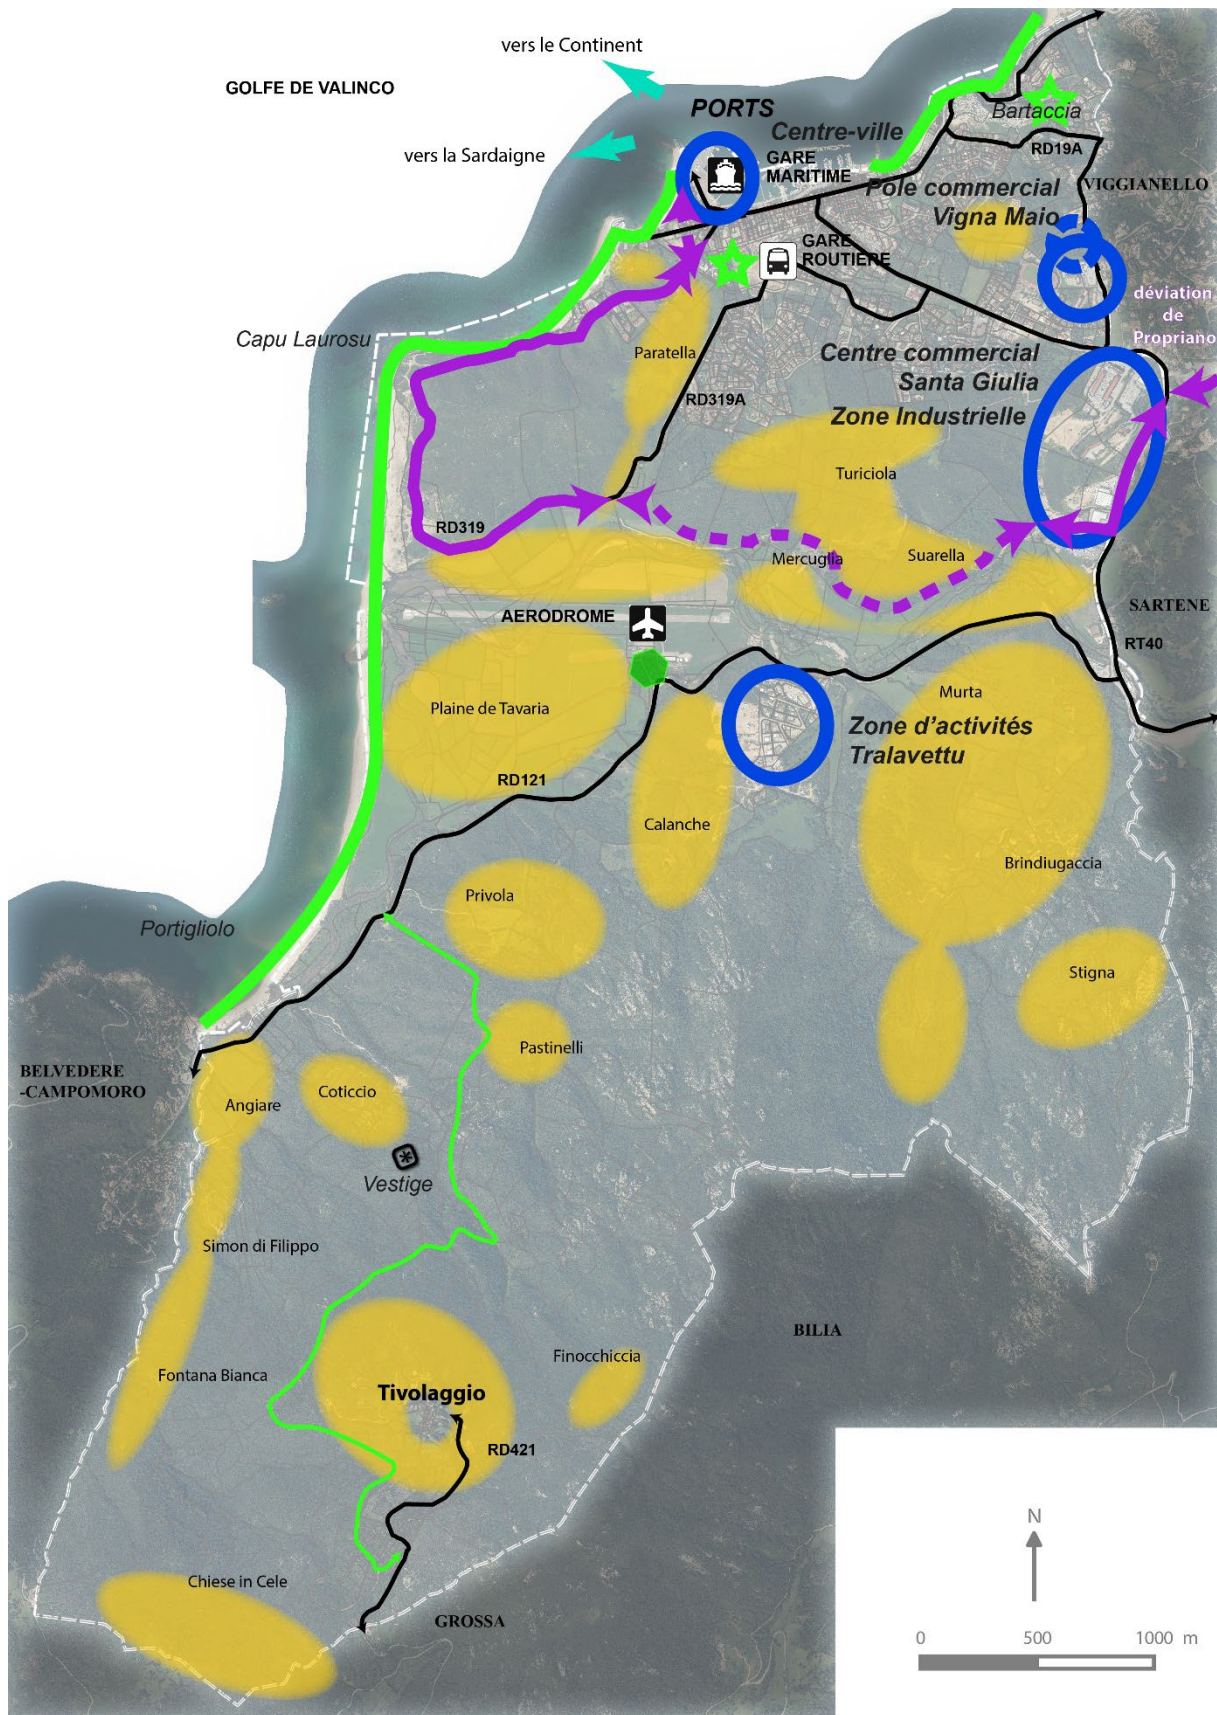 vers le Continent
GOLFE DE VALINCO
PORTS
Bartaccia
Centre-ville
vers la Sardaigne
GARE
MARITIME
RD19A
Pôle commercial
Vigna Maio
VIGGIANELLO
GARE
ROUTIERE
déviation
de
Propriano
Capu Laurosu
Paratella
Centre commercial
Santa Giulia
RD319A
Zone Industrielle
Turiciola
RD319
Mercuglia
Suarella
AERODROME
SARTENE
RT40
Murta
Plaine de Tavaria
Zone d'activités
Tralavettu
RD121
Calanche
Brindiugaccia
Privola
Portigliolo
Stigna
Pastinelli
BELVEDERE
-CAMPOMORO
Coticcio
Angiare
Vestige
Simon di Filippo
BILIA
Finocchiccia
Fontana Bianca
Tivolaggio
RD421
N
Chiese in Cele
GROSSA
0 500 1000 m